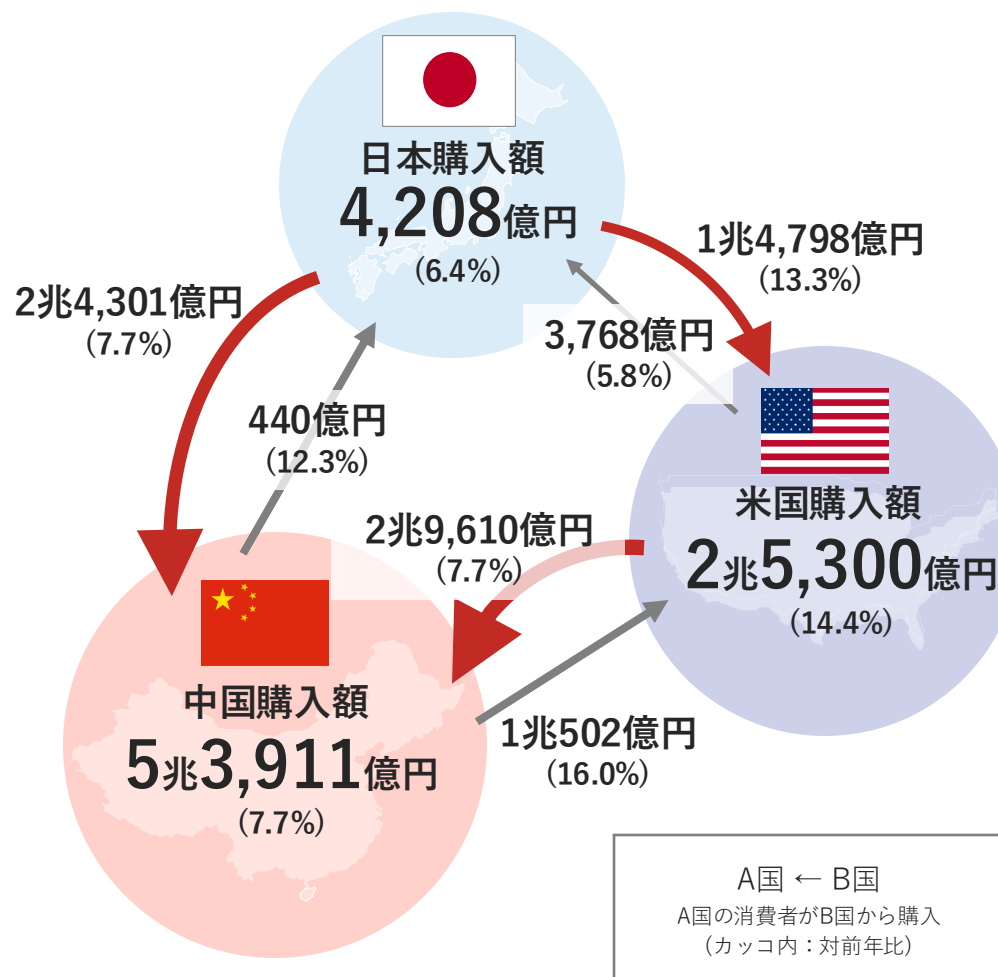 日本購入額
4,208億円
(6.4%)
1兆4,798億円
(13.3%)
2兆4,301億円
(7.7%)
3,768億円
(5.8%)
440億円
(12.3%)
米国購入額
2兆5,300億円
(14.4%)
2兆9,610億円
(7.7%)
中国購入額
5兆3,911億円
(7.7%)
1兆502億円
(16.0%)
A国 ← B国
A国の消費者がB国から購入
(カッコ内：対前年比)